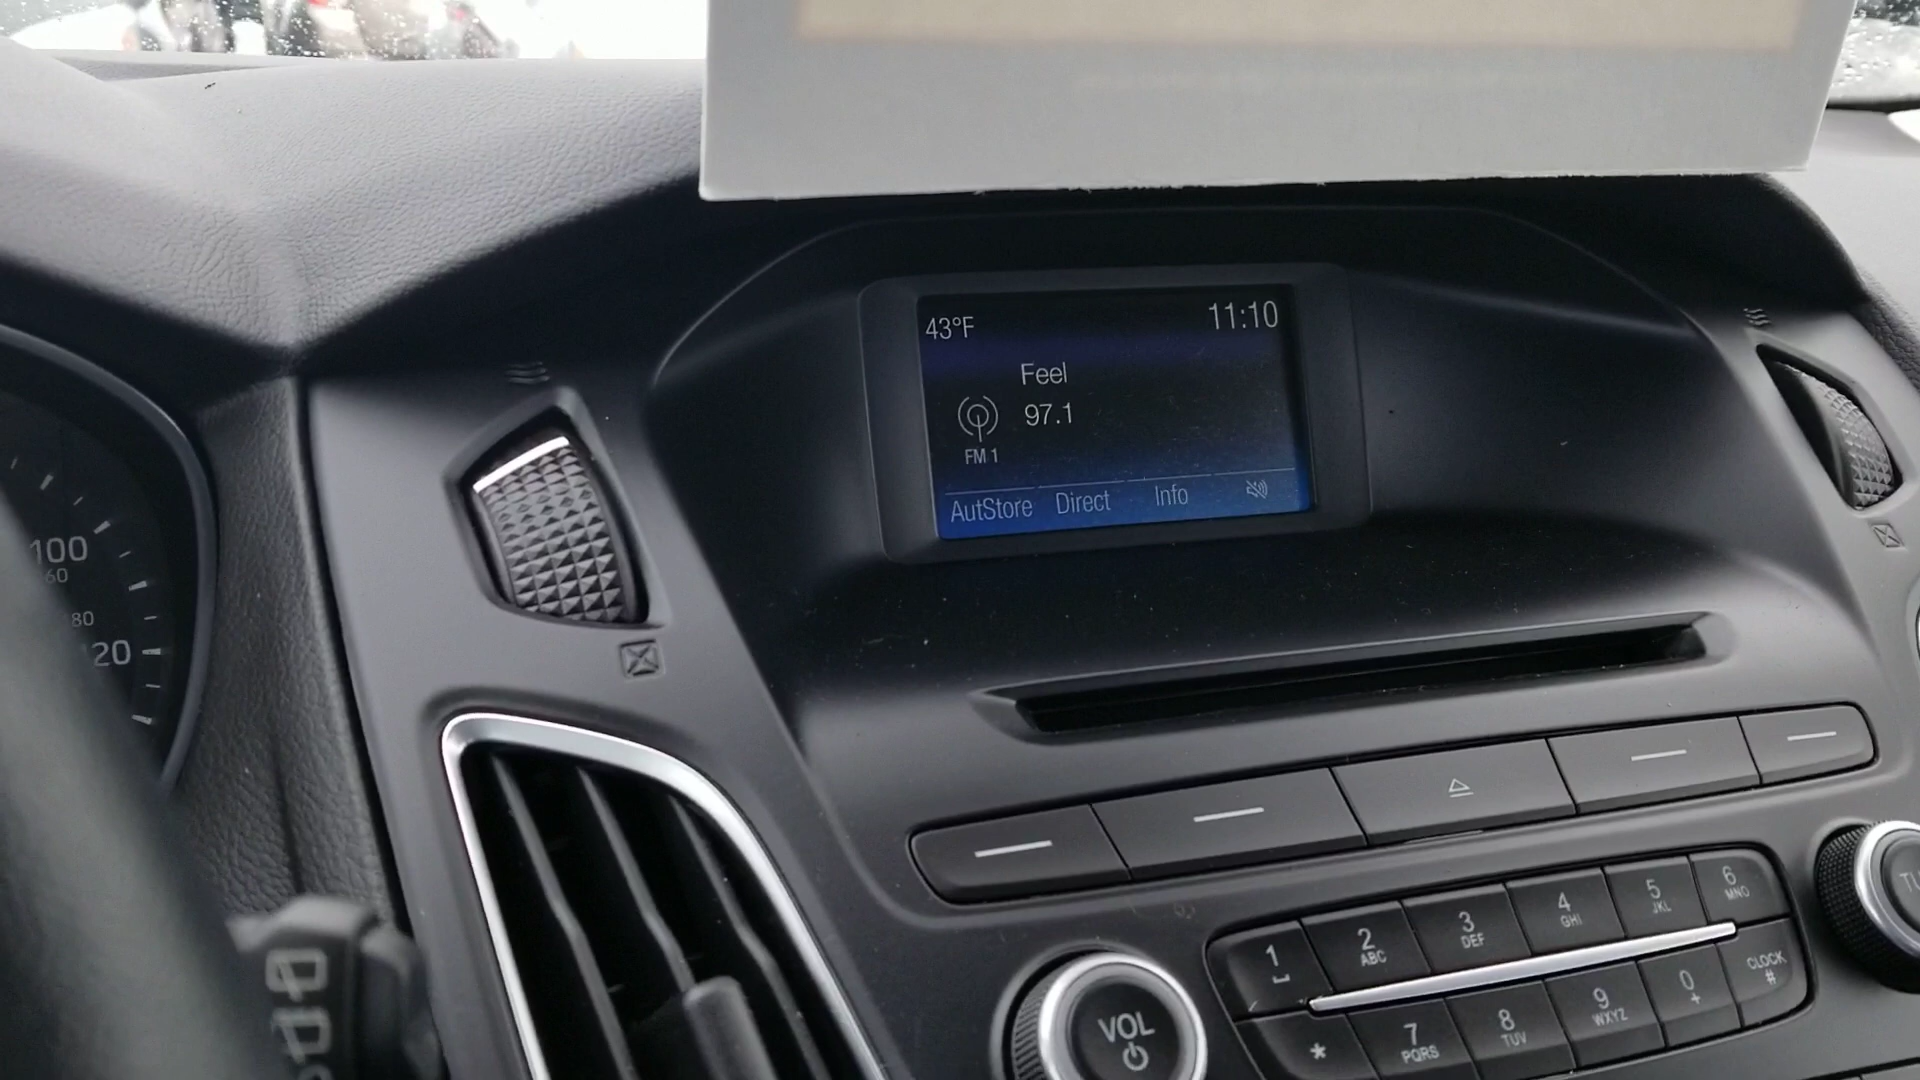 43°F
11:10
Feel
97.1
FM 1
AutStore Direct Info
100
60
80
120
1
2 ABC
3 DEF
4 GHI
5 JKL
6 MNO
*
7 PQRS
8 TUV
9 WXYZ
0 +
CLOCK #
VOL